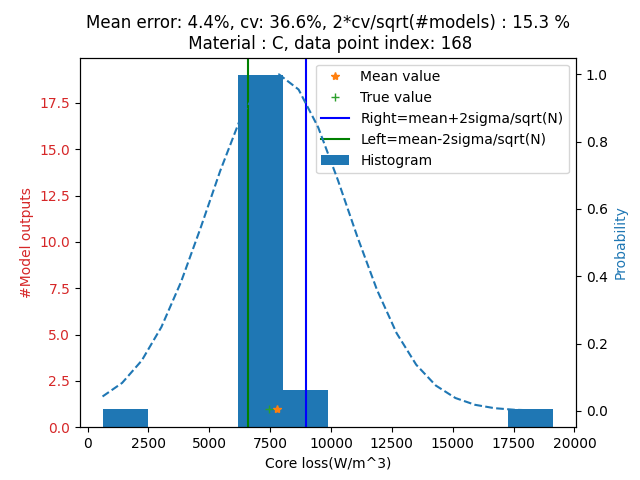 Mean error: 4.4%, cv: 36.6%, 2*cv/sqrt(#models) : 15.3 %
Material : C, data point index: 168
Mean value
True value
Right=mean+2sigma/sqrt(N)
Left=mean-2sigma/sqrt(N)
Histogram
#Model outputs
17.5
15.0
12.5
10.0
7.5
5.0
2.5
0.0
1.0
0.8
0.6
0.4
0.2
0.0
Probability
0 2500 5000 7500 10000 12500 15000 17500 20000
Core loss(W/m^3)